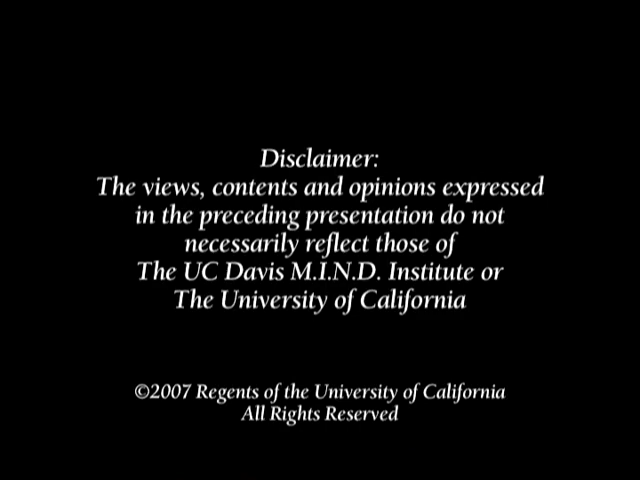 Disclaimer:
The views, contents and opinions expressed
in the preceding presentation do not
necessarily reflect those of
The UC Davis M.I.N.D. Institute or
The University of California
©2007 Regents of the University of California
All Rights Reserved